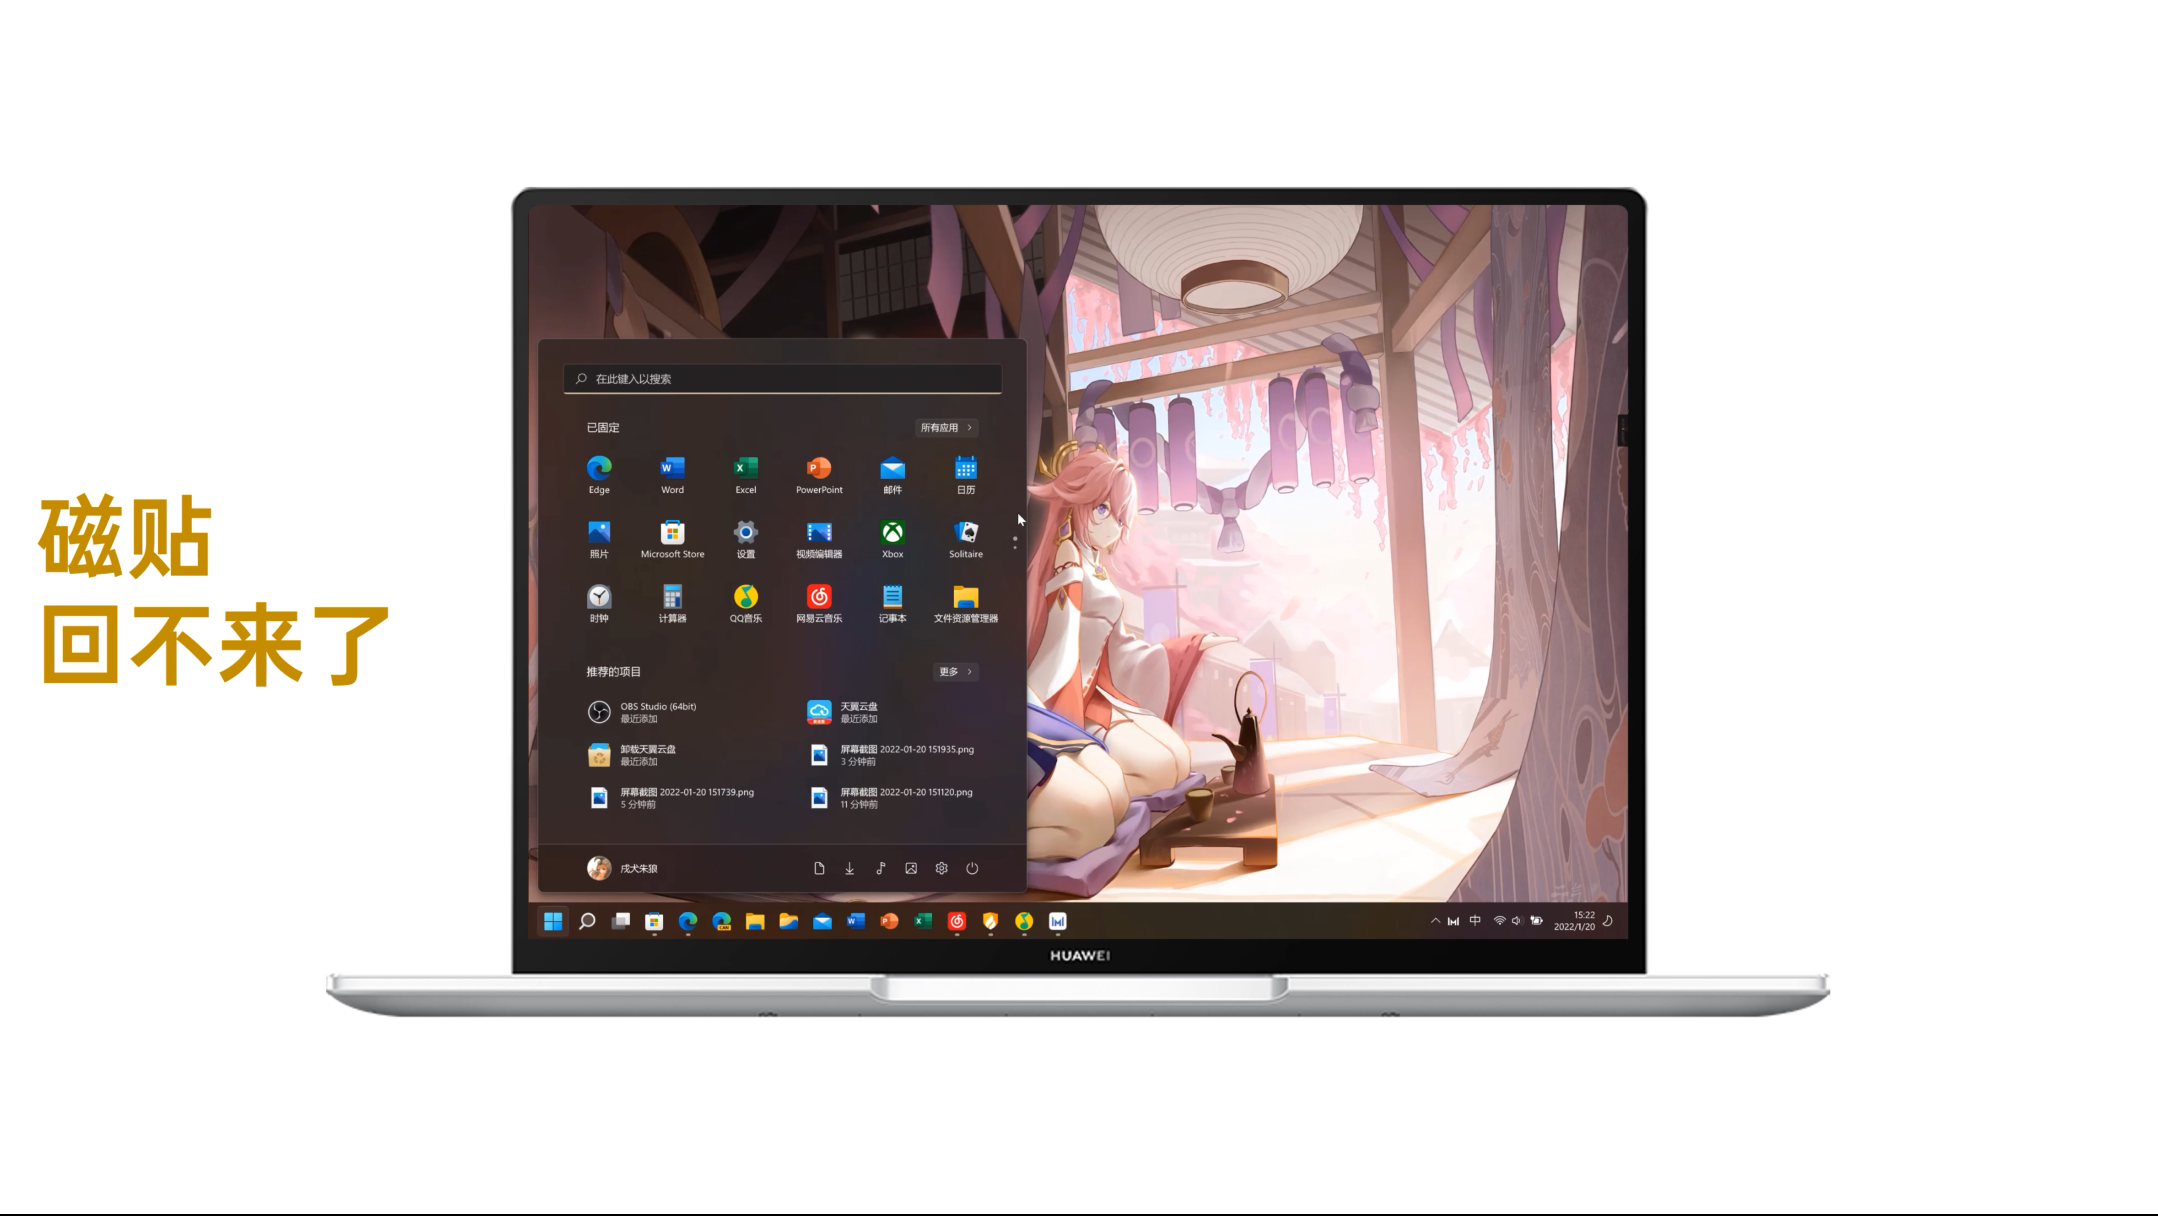 磁贴
回不来了
在此键入以搜索
已固定
所有应用
Edge
Word
Excel
PowerPoint
邮件
日历
照片
Microsoft Store
设置
视频编辑器
Xbox
Solitaire
时钟
计算器
QQ音乐
网易云音乐
记事本
文件资源管理器
推荐的项目
更多
OBS Studio (64bit)
最近添加
天翼云盘
最近添加
卸载天翼云盘
最近添加
屏幕截图 2022-01-20 151935.png
3 分钟前
屏幕截图 2022-01-20 151739.png
5 分钟前
屏幕截图 2022-01-20 151120.png
11 分钟前
戌犬朱狼
中
15:22
2022/1/20
HUAWEI